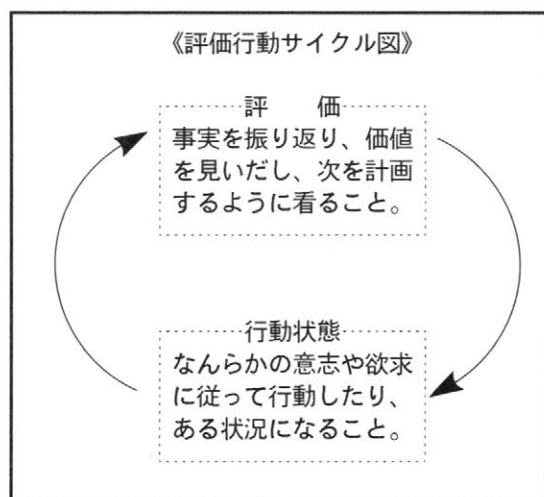 《評価行動サイクル図》
評　価
事実を振り返り、価値
を見いだし、次を計画
するように看ること。
行動状態
なんらかの意志や欲求
に従って行動したり、
ある状況になること。